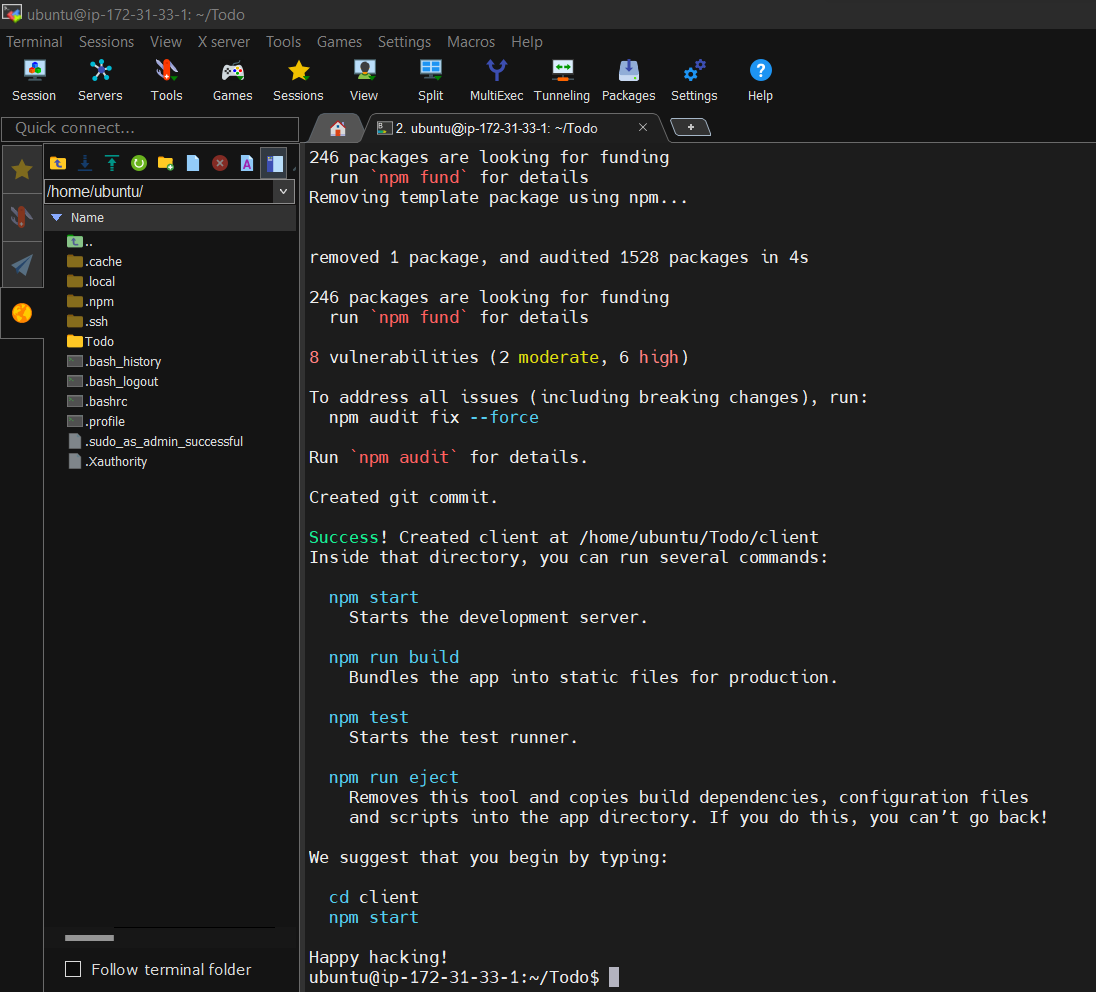 ubuntu@ip-172-31-33-1: ~/Todo
Terminal Sessions View X server Tools Games Settings Macros Help
Session Servers Tools Games Sessions View Split MultiExec Tunneling Packages Settings Help
Quick connect...
2. ubuntu@ip-172-31-33-1: ~/Todo
/home/ubuntu/
Name
..
.cache
.local
.npm
.ssh
Todo
.bash_history
.bash_logout
.bashrc
.profile
.sudo_as_admin_successful
.Xauthority
Follow terminal folder
246 packages are looking for funding
run `npm fund` for details
Removing template package using npm...
removed 1 package, and audited 1528 packages in 4s
246 packages are looking for funding
run `npm fund` for details
8 vulnerabilities (2 moderate, 6 high)
To address all issues (including breaking changes), run:
npm audit fix --force
Run `npm audit` for details.
Created git commit.
Success! Created client at /home/ubuntu/Todo/client
Inside that directory, you can run several commands:
npm start
Starts the development server.
npm run build
Bundles the app into static files for production.
npm test
Starts the test runner.
npm run eject
Removes this tool and copies build dependencies, configuration files
and scripts into the app directory. If you do this, you can’t go back!
We suggest that you begin by typing:
cd client
npm start
Happy hacking!
ubuntu@ip-172-31-33-1:~/Todo$